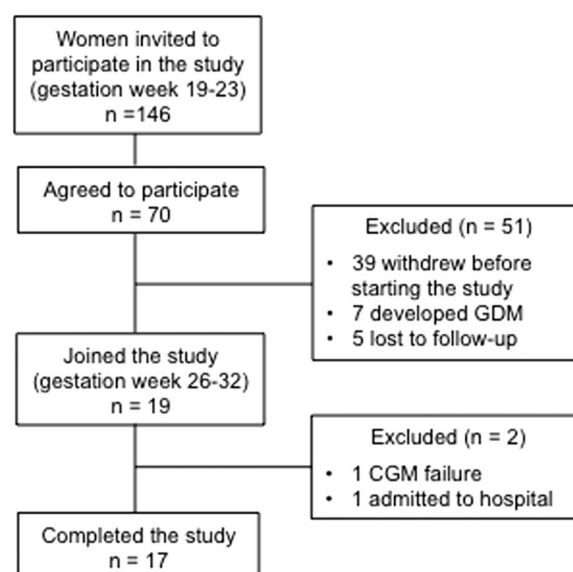 Women invited to
participate in the study
(gestation week 19-23)
n =146
Agreed to participate
n = 70
Excluded (n = 51)
• 39 withdrew before
starting the study
• 7 developed GDM
• 5 lost to follow-up
Joined the study
(gestation week 26-32)
n = 19
Excluded (n = 2)
• 1 CGM failure
• 1 admitted to hospital
Completed the study
n = 17